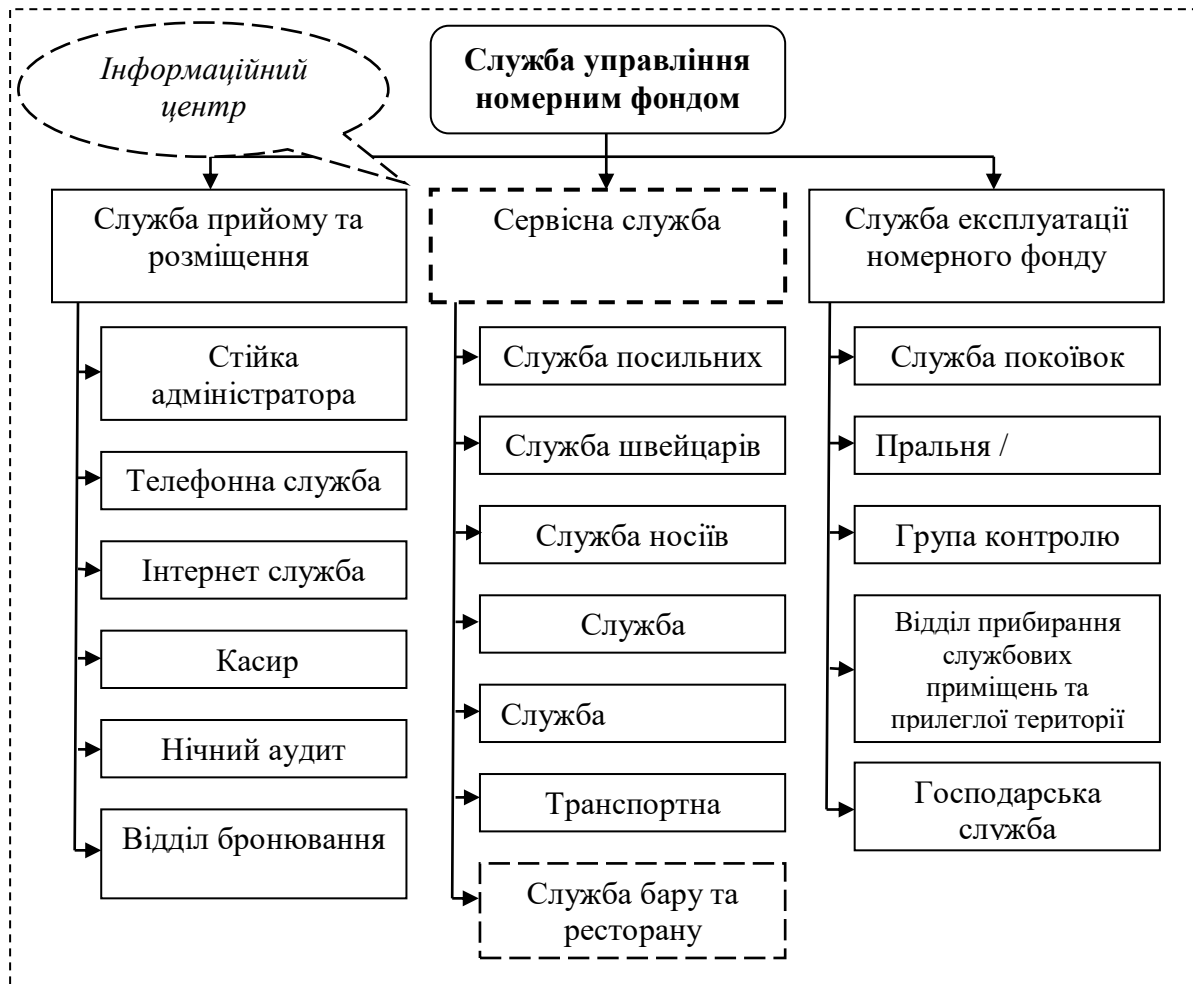 Інформаційний
центр
Служба управління
номерним фондом
Служба прийому та
розміщення
Стійка
адміністратора
Телефонна служба
Інтернет служба
Касир
Нічний аудит
Відділ бронювання
Сервісна служба
Служба посильних
Служба швейцарів
Служба носіїв
Служба
Служба
Транспортна
Служба бару та
ресторану
Служба експлуатації
номерного фонду
Служба покоївок
Пральня /
Група контролю
Відділ прибирання
службових
приміщень та
прилеглої території
Господарська
служба